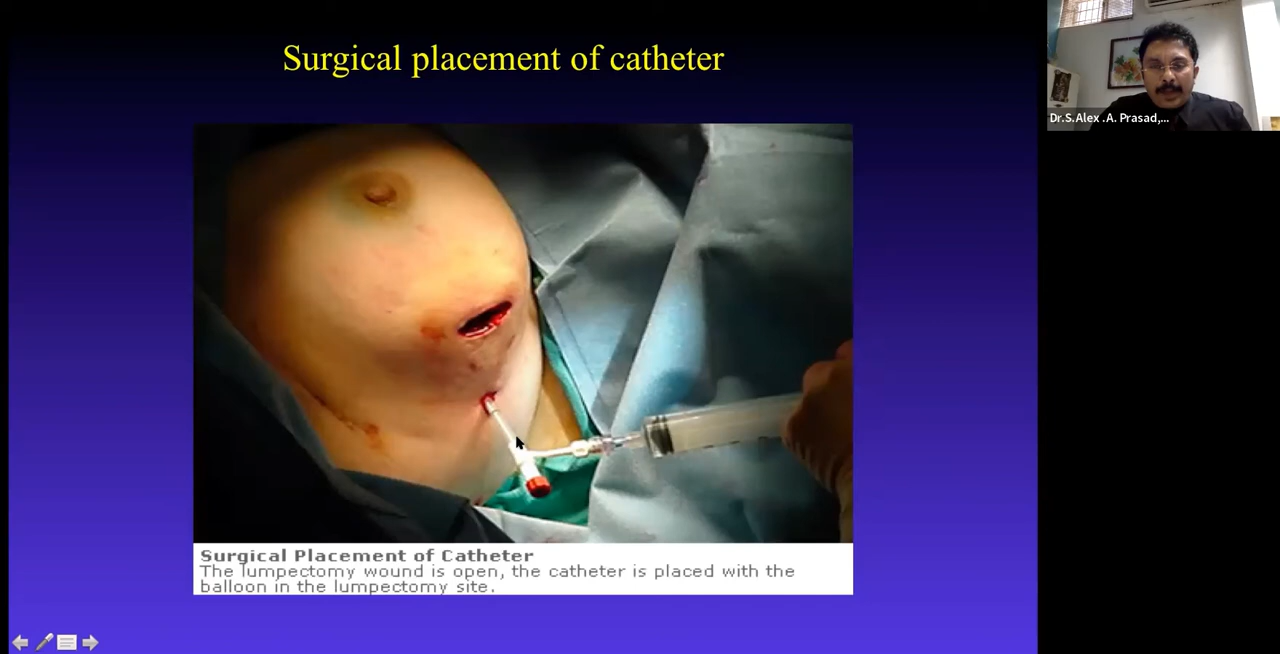 Surgical placement of catheter
Dr.S.Alex .A. Prasad,...
Surgical Placement of Catheter
The lumpectomy wound is open, the catheter is placed with the
balloon in the lumpectomy site.